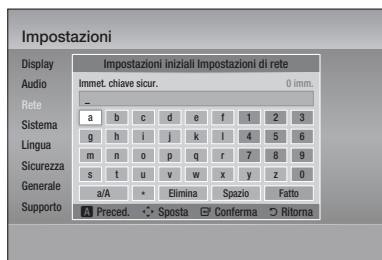 Impostazioni
Display
Audio
Rete
Sistema
Lingua
Sicurezza
Generale
Supporto
Impostazioni iniziali Impostazioni di rete
Immet. chiave sicur. 0 imm.
_
a b c d e f 1 2 3
g h i j k l 4 5 6
m n o p q r 7 8 9
s t u v w x y z 0
a/A * Elimina Spazio Fatto
A Preced. Sposta Conferma Ritorna